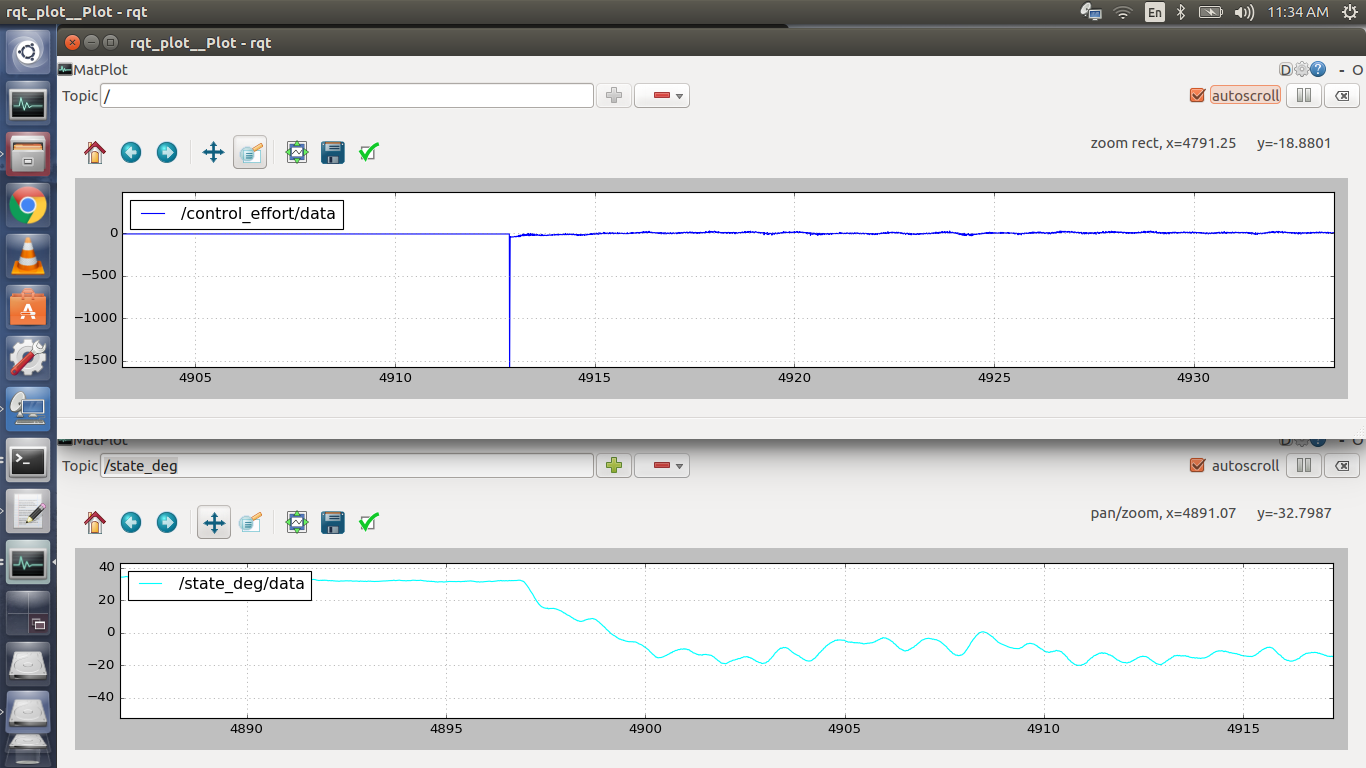 rqt_plot__Plot - rqt
En
11:34 AM
rqt_plot__Plot - rqt
MatPlot
D
?
- O
Topic
/
autoscroll
zoom rect, x=4791.25 y=-18.8801
/control_effort/data
0
−500
−1000
−1500
4905 4910 4915 4920 4925 4930
MatPlot
D
?
- O
Topic
/state_deg
autoscroll
pan/zoom, x=4891.07 y=-32.7987
/state_deg/data
40
20
0
−20
−40
4890 4895 4900 4905 4910 4915